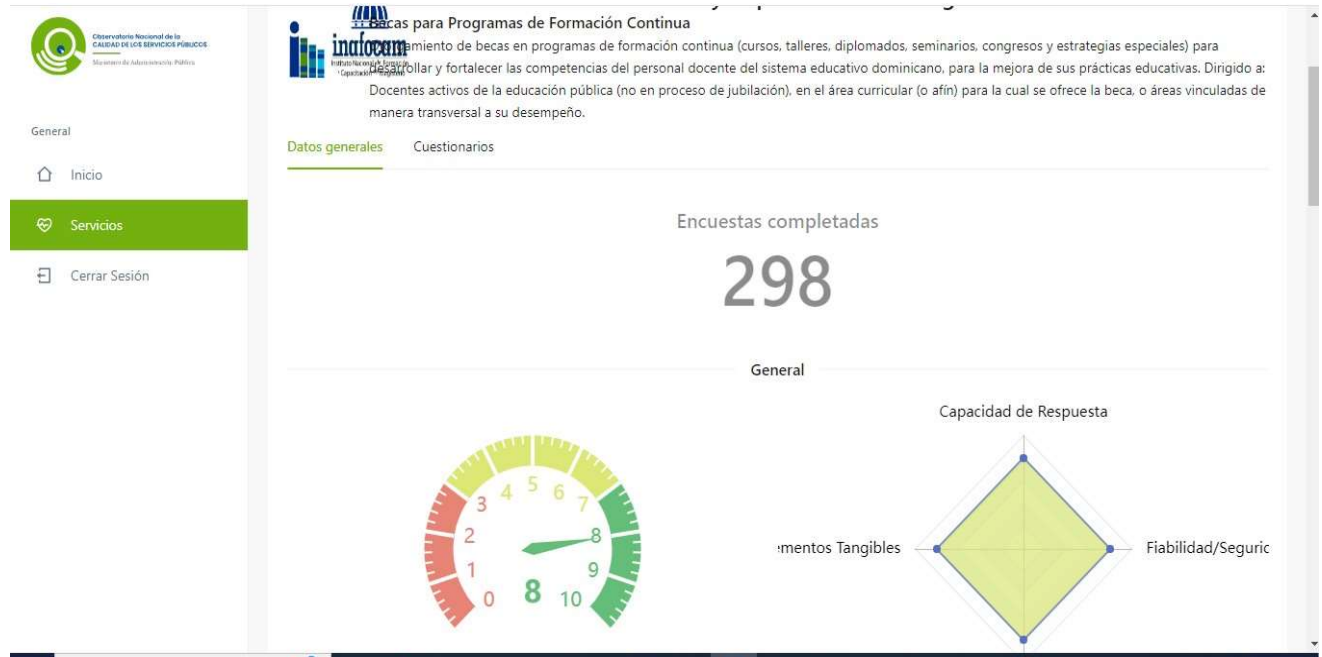 Observatorio Nacional de la
CALIDAD DE LOS SERVICIOS PÚBLICOS
Ministerio de Administración Pública
General
Inicio
Servicios
Cerrar Sesión
inafocam
Becas para Programas de Formación Continua
amiento de becas en programas de formación continua (cursos, talleres, diplomados, seminarios, congresos y estrategias especiales) para
desarrollar y fortalecer las competencias del personal docente del sistema educativo dominicano, para la mejora de sus prácticas educativas. Dirigido a:
Docentes activos de la educación pública (no en proceso de jubilación), en el área curricular (o afín) para la cual se ofrece la beca, o áreas vinculadas de
manera transversal a su desempeño.
Datos generales Cuestionarios
Encuestas completadas
298
General
0
1
2
3
4
5
6
7
8
9
10
8
Capacidad de Respuesta
mentos Tangibles
Fiabilidad/Seguric